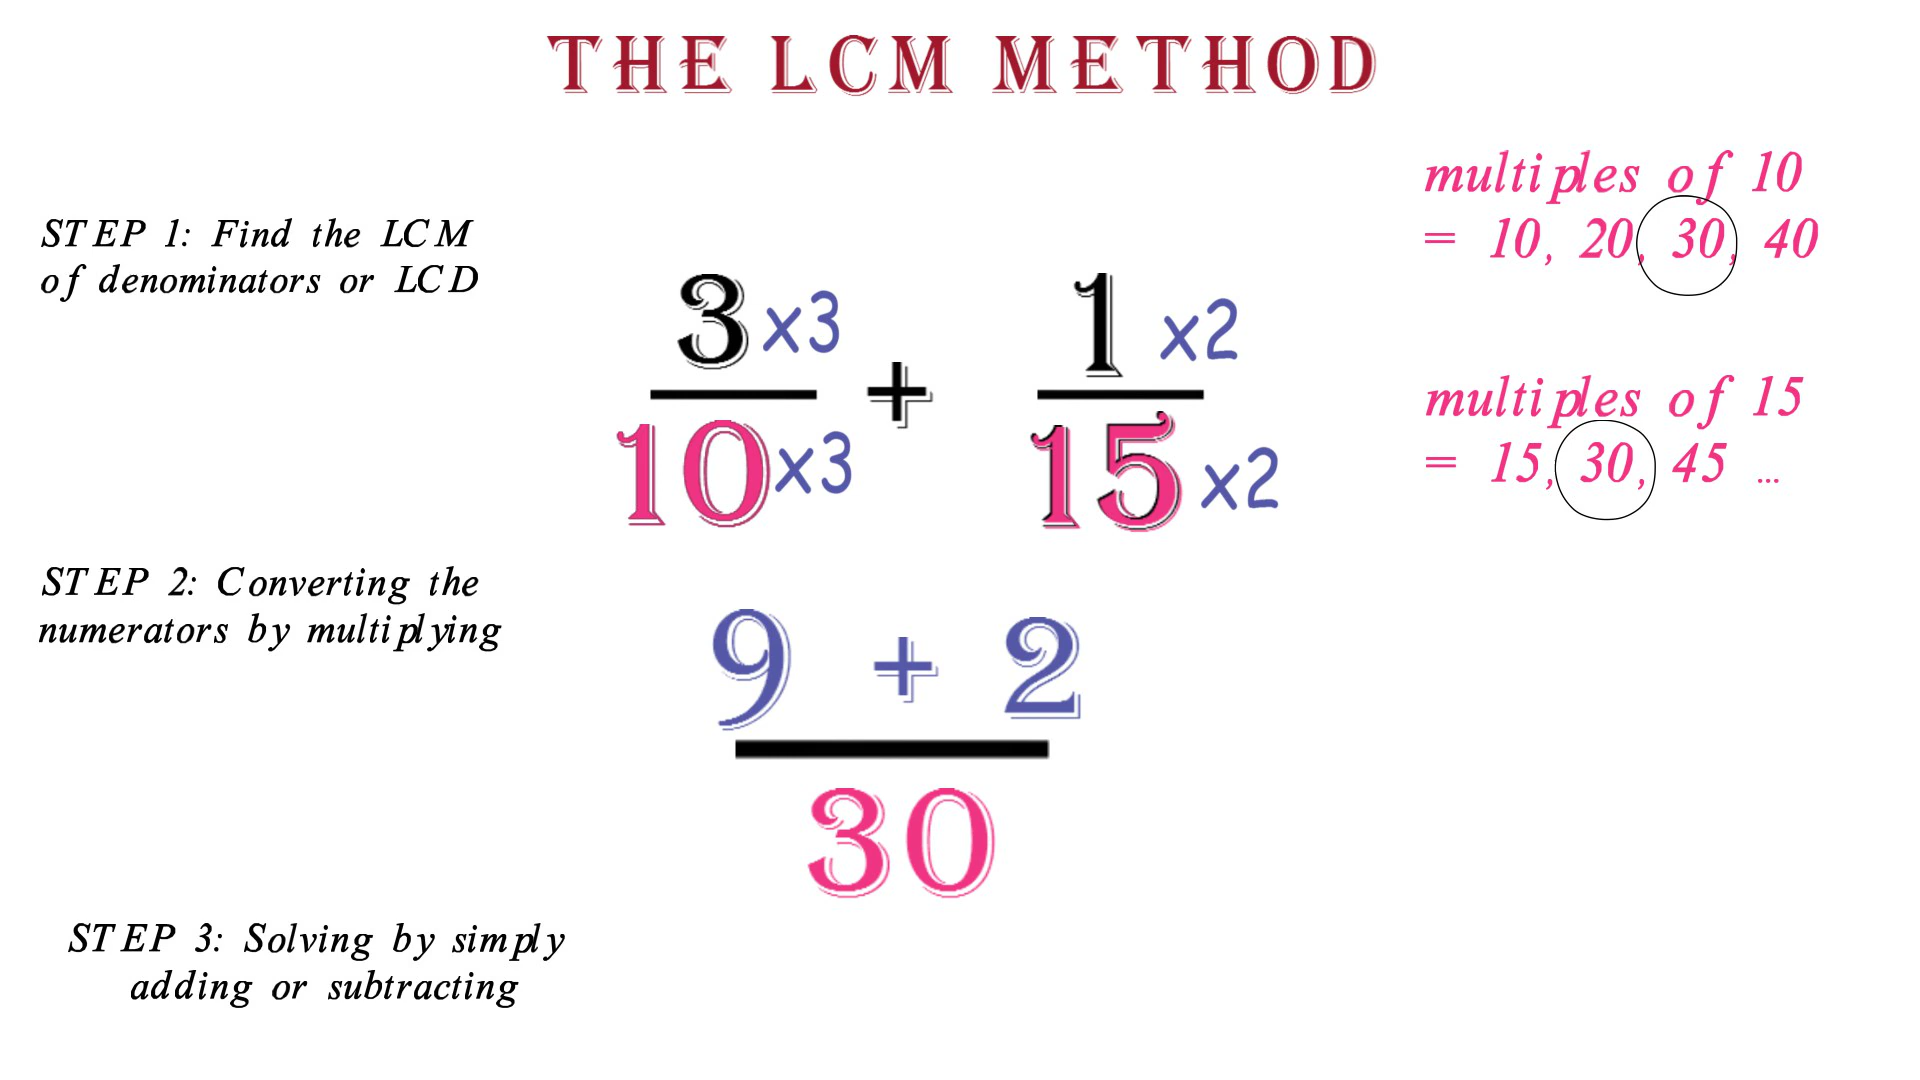 THE LCM METHOD
STEP 1: Find the LCM
of denominators or LCD
3 x3
10 x3
+
1 x2
15 x2
multiples of 10
= 10, 20, 30, 40
multiples of 15
= 15, 30, 45 ...
STEP 2: Converting the
numerators by multiplying
9 + 2
30
STEP 3: Solving by simply
adding or subtracting